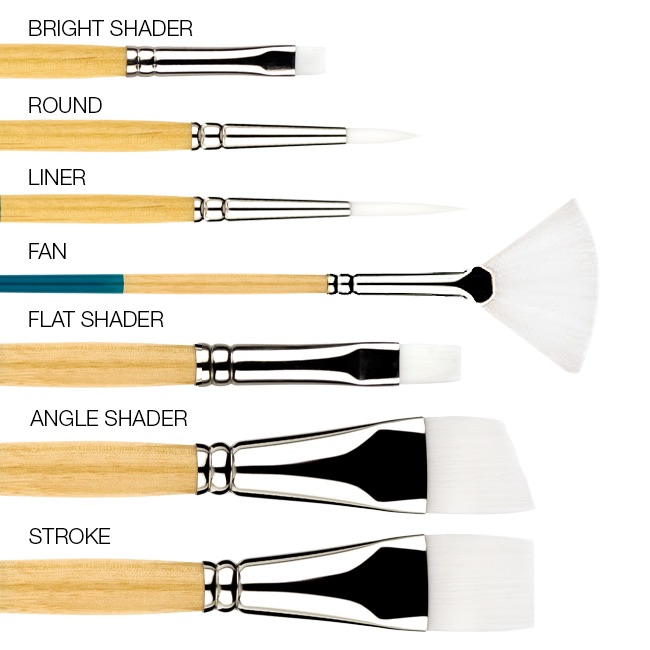 BRIGHT SHADER
ROUND
LINER
FAN
FLAT SHADER
ANGLE SHADER
STROKE